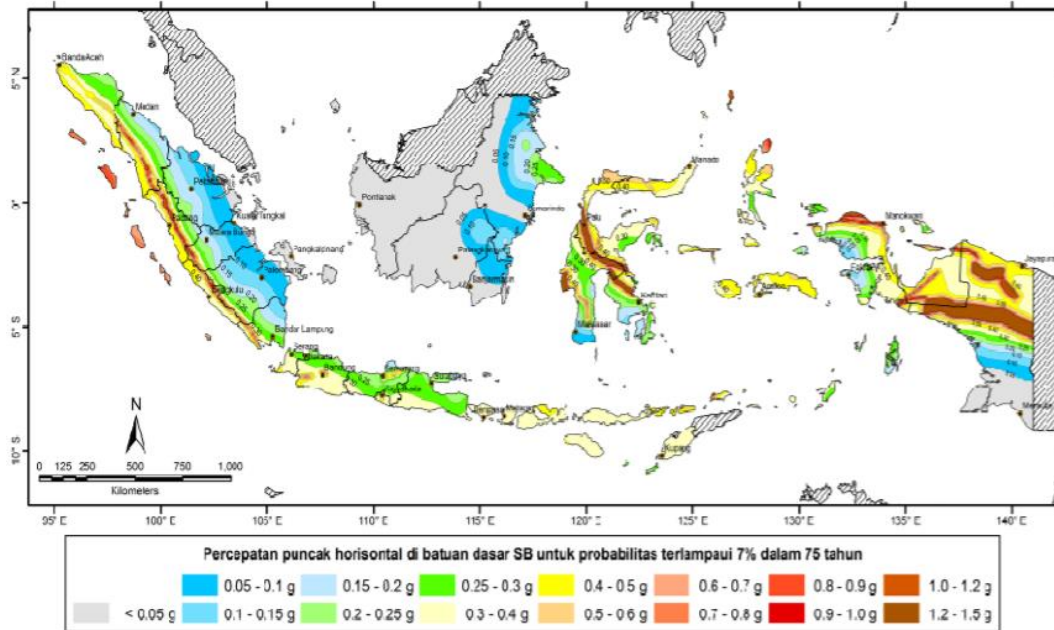 BandaAceh
5°N
Medan
Manado
Pontianak
0°
Samarinda
Palu
Manokwari
Kuala Tungkal
Pangkalpinang
Palembang
Jayapura
Bengkulu
Kendari
5°S
Bandar Lampung
Makassar
Serang
Bandung
Semarang
Surabaya
Merauke
N
Kupang
10°S
0 125 250 500 750 1,000
Kilometers
95°E 100°E 105°E 110°E 115°E 120°E 125°E 130°E 135°E 140°E
Percepatan puncak horisontal di batuan dasar SB untuk probabilitas terlampaui 7% dalam 75 tahun
0.05 - 0.1 g 0.15 - 0.2 g 0.25 - 0.3 g 0.4 - 0.5 g 0.6 - 0.7 g 0.8 - 0.9 g 1.0 - 1.2 g
< 0.05 g 0.1 - 0.15 g 0.2 - 0.25 g 0.3 - 0.4 g 0.5 - 0.6 g 0.7 - 0.8 g 0.9 - 1.0 g 1.2 - 1.5 g